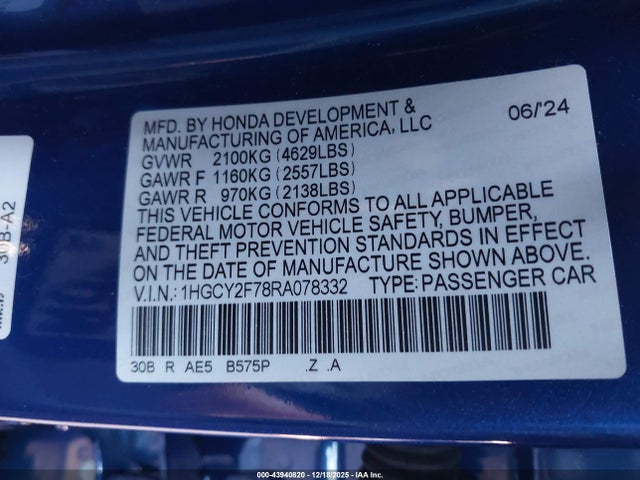 MFD. BY HONDA DEVELOPMENT & 06/'24
MANUFACTURING OF AMERICA, LLC
GVWR 2100KG (4629LBS)
GAWR F 1160KG (2557LBS)
GAWR R 970KG (2138LBS)
THIS VEHICLE CONFORMS TO ALL APPLICABLE
FEDERAL MOTOR VEHICLE SAFETY, BUMPER,
AND THEFT PREVENTION STANDARDS IN EFFECT
ON THE DATE OF MANUFACTURE SHOWN ABOVE.
V.I.N.: 1HGCY2F78RA078332 TYPE: PASSENGER CAR
30B R AE5 B575P .Z .A
30B-A2
000-43940820 | 12/18/2025 - IAA Inc.